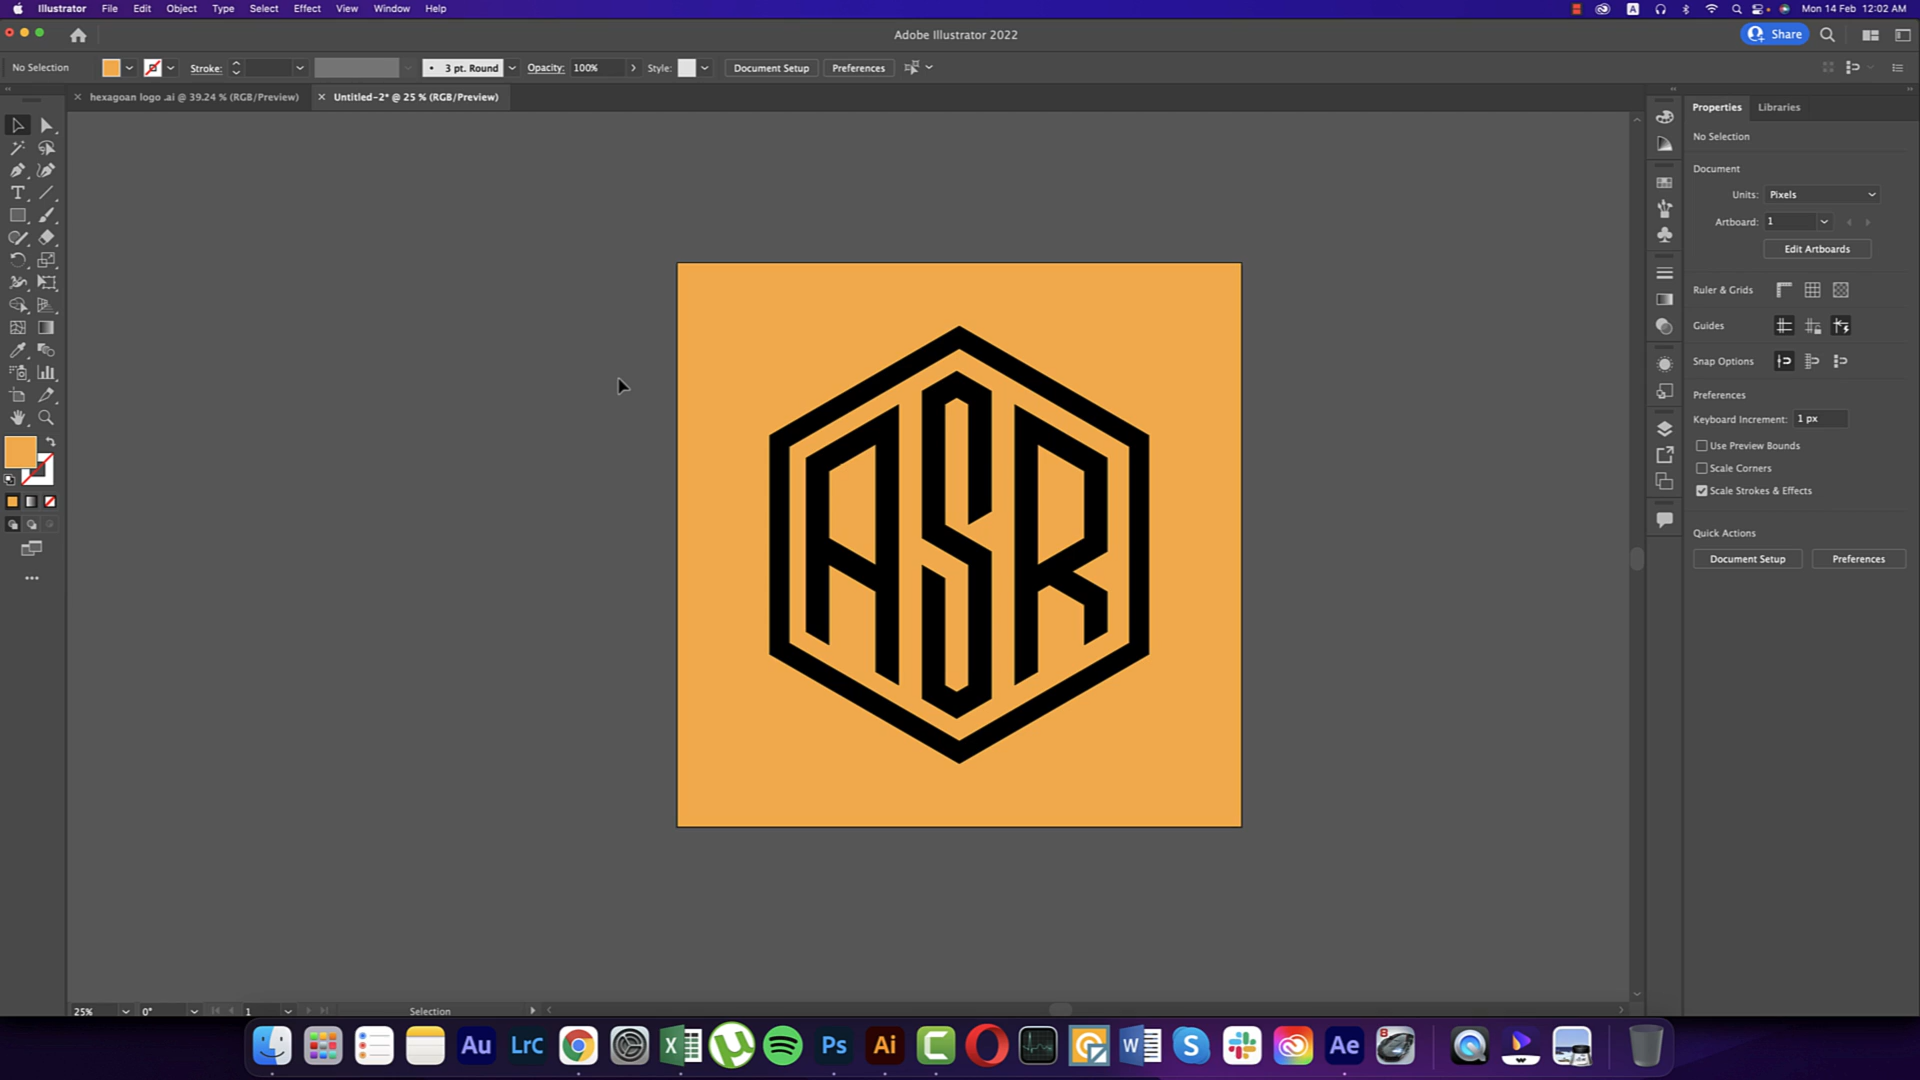 Illustrator File Edit Object Type Select Effect View Window Help
A Mon 14 Feb 12:02 AM
Adobe Illustrator 2022
Share
No Selection Stroke: 3 pt. Round Opacity: 100% Style: Document Setup Preferences
hexagoan logo .ai @ 39.24 % (RGB/Preview) Untitled-2* @ 25 % (RGB/Preview)
Properties Libraries
No Selection
Document
Units: Pixels
Artboard: 1
Edit Artboards
Ruler & Grids
Guides
Snap Options
Preferences
Keyboard Increment: 1 px
Use Preview Bounds
Scale Corners
Scale Strokes & Effects
Quick Actions
Document Setup Preferences
ASR
25% 0° 1 Selection
Au LrC X Ps Ai C W S Ae 8